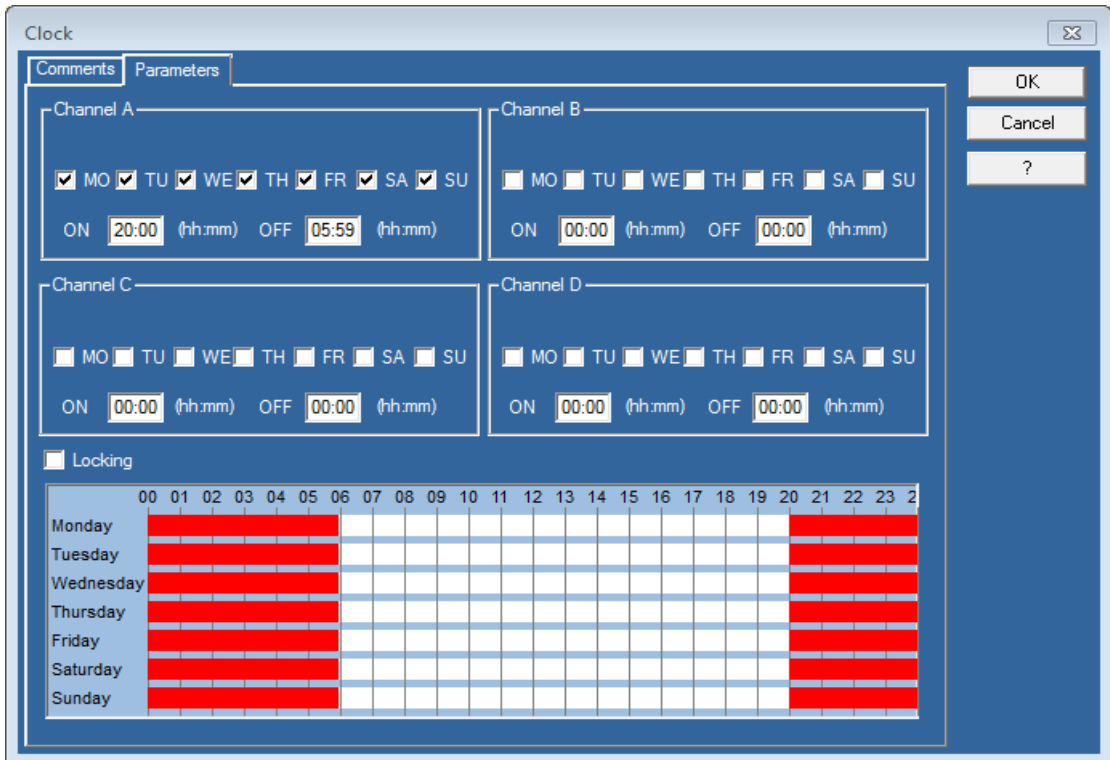 Clock
Comments Parameters
OK
Cancel
?
Channel A
MO TU WE TH FR SA SU
ON 20:00 (hh:mm) OFF 05:59 (hh:mm)
Channel B
MO TU WE TH FR SA SU
ON 00:00 (hh:mm) OFF 00:00 (hh:mm)
Channel C
MO TU WE TH FR SA SU
ON 00:00 (hh:mm) OFF 00:00 (hh:mm)
Channel D
MO TU WE TH FR SA SU
ON 00:00 (hh:mm) OFF 00:00 (hh:mm)
Locking
00 01 02 03 04 05 06 07 08 09 10 11 12 13 14 15 16 17 18 19 20 21 22 23 2
Monday
Tuesday
Wednesday
Thursday
Friday
Saturday
Sunday